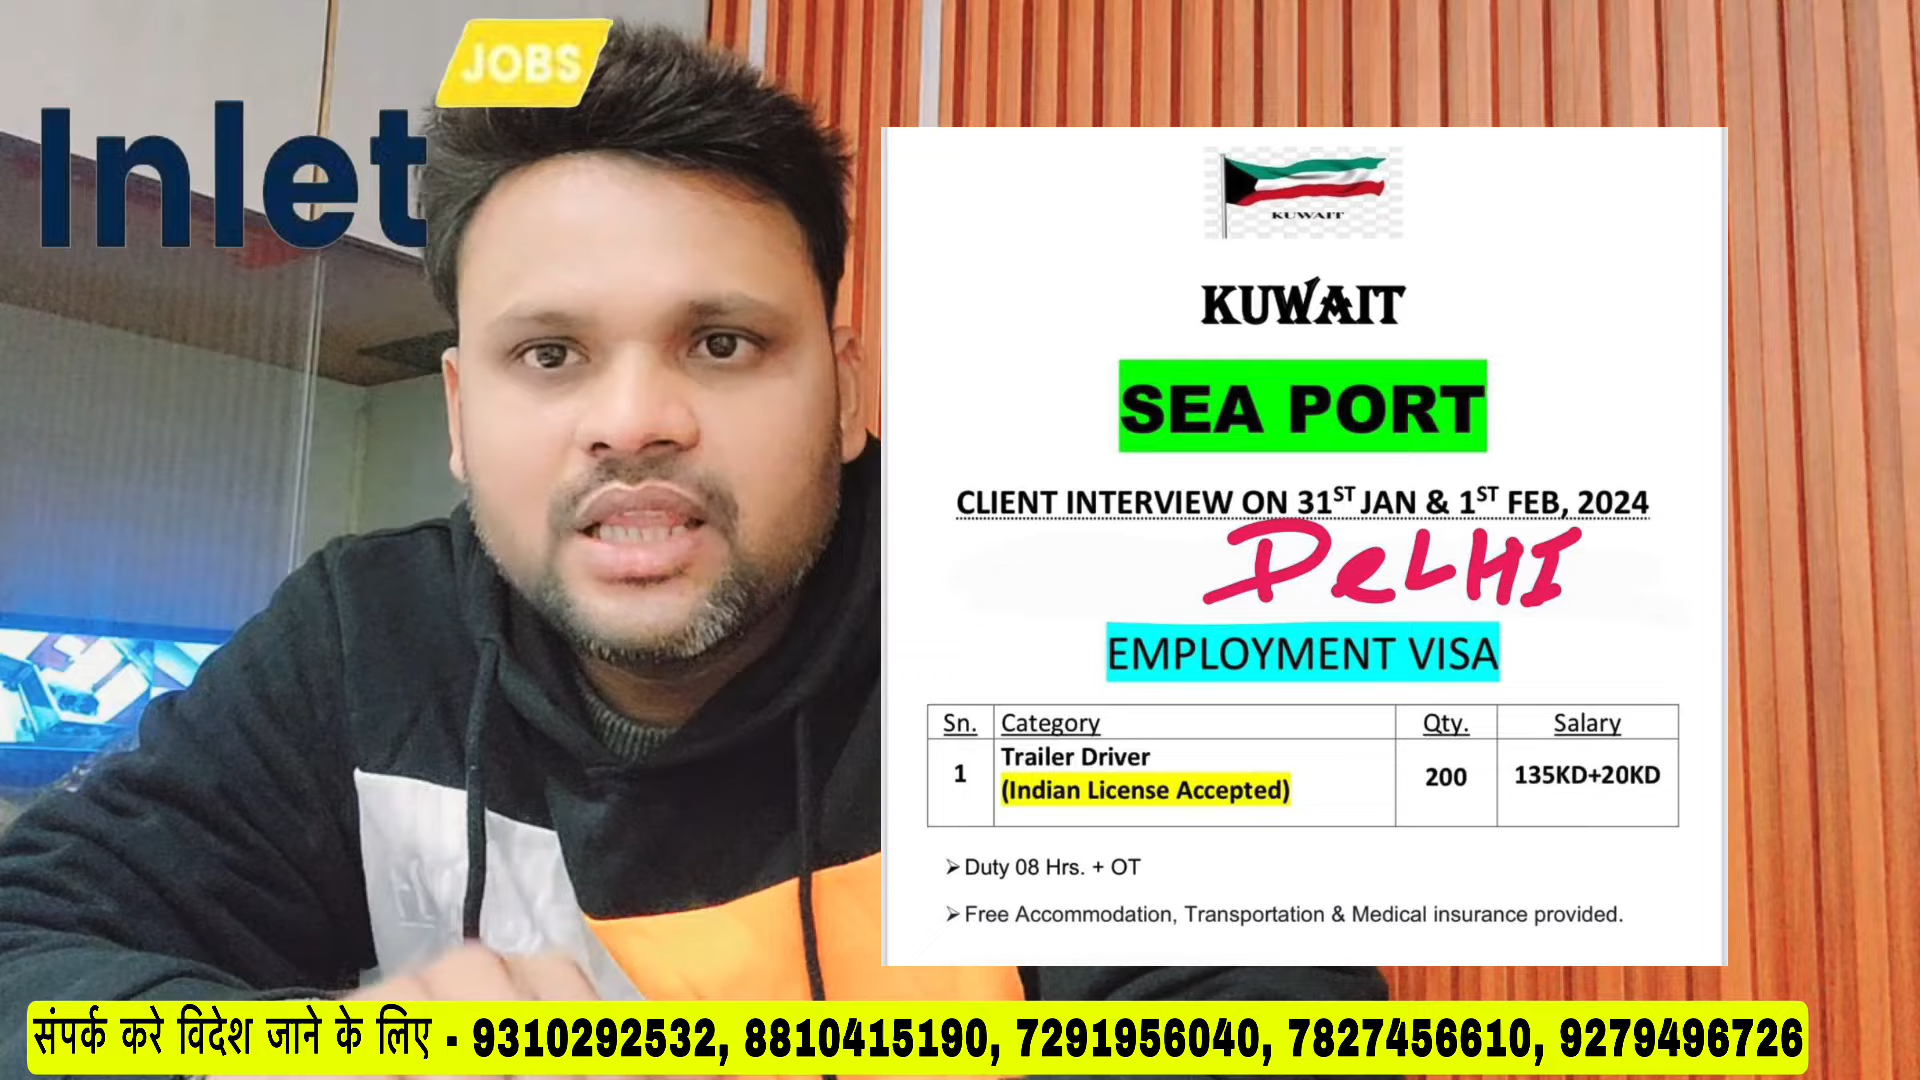 JOBS
Inlet
KUWAIT
KUWAIT
SEA PORT
CLIENT INTERVIEW ON 31ST JAN & 1ST FEB, 2024
DeLHI
EMPLOYMENT VISA
Sn. Category Qty. Salary
1 Trailer Driver (Indian License Accepted) 200 135KD+20KD
➢ Duty 08 Hrs. + OT
➢ Free Accommodation, Transportation & Medical insurance provided.
संपर्क करे विदेश जाने के लिए - 9310292532, 8810415190, 7291956040, 7827456610, 9279496726